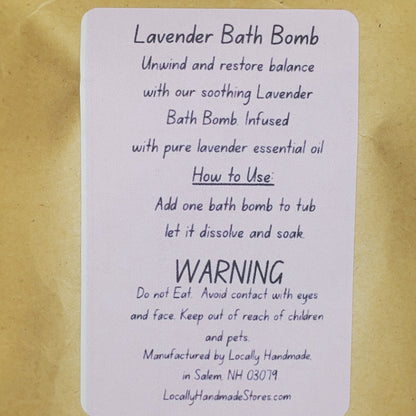 Lavender Bath Bomb
Unwind and restore balance
with our soothing Lavender
Bath Bomb. Infused
with pure lavender essential oil
How to Use:
Add one bath bomb to tub
let it dissolve and soak.
WARNING
Do not Eat. Avoid contact with eyes
and face. Keep out of reach of children
and pets.
Manufactured by Locally Handmade,
in Salem, NH 03079
LocallyHandmadeStores.com